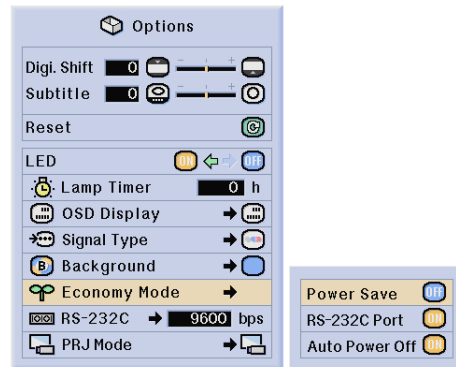 Options
Digi. Shift 0 - +
Subtitle 0 - +
Reset
LED ON OFF
Lamp Timer 0 h
OSD Display
Signal Type
B Background
Economy Mode
RS-232C 9600 bps
PRJ Mode
Power Save OFF
RS-232C Port ON
Auto Power Off ON